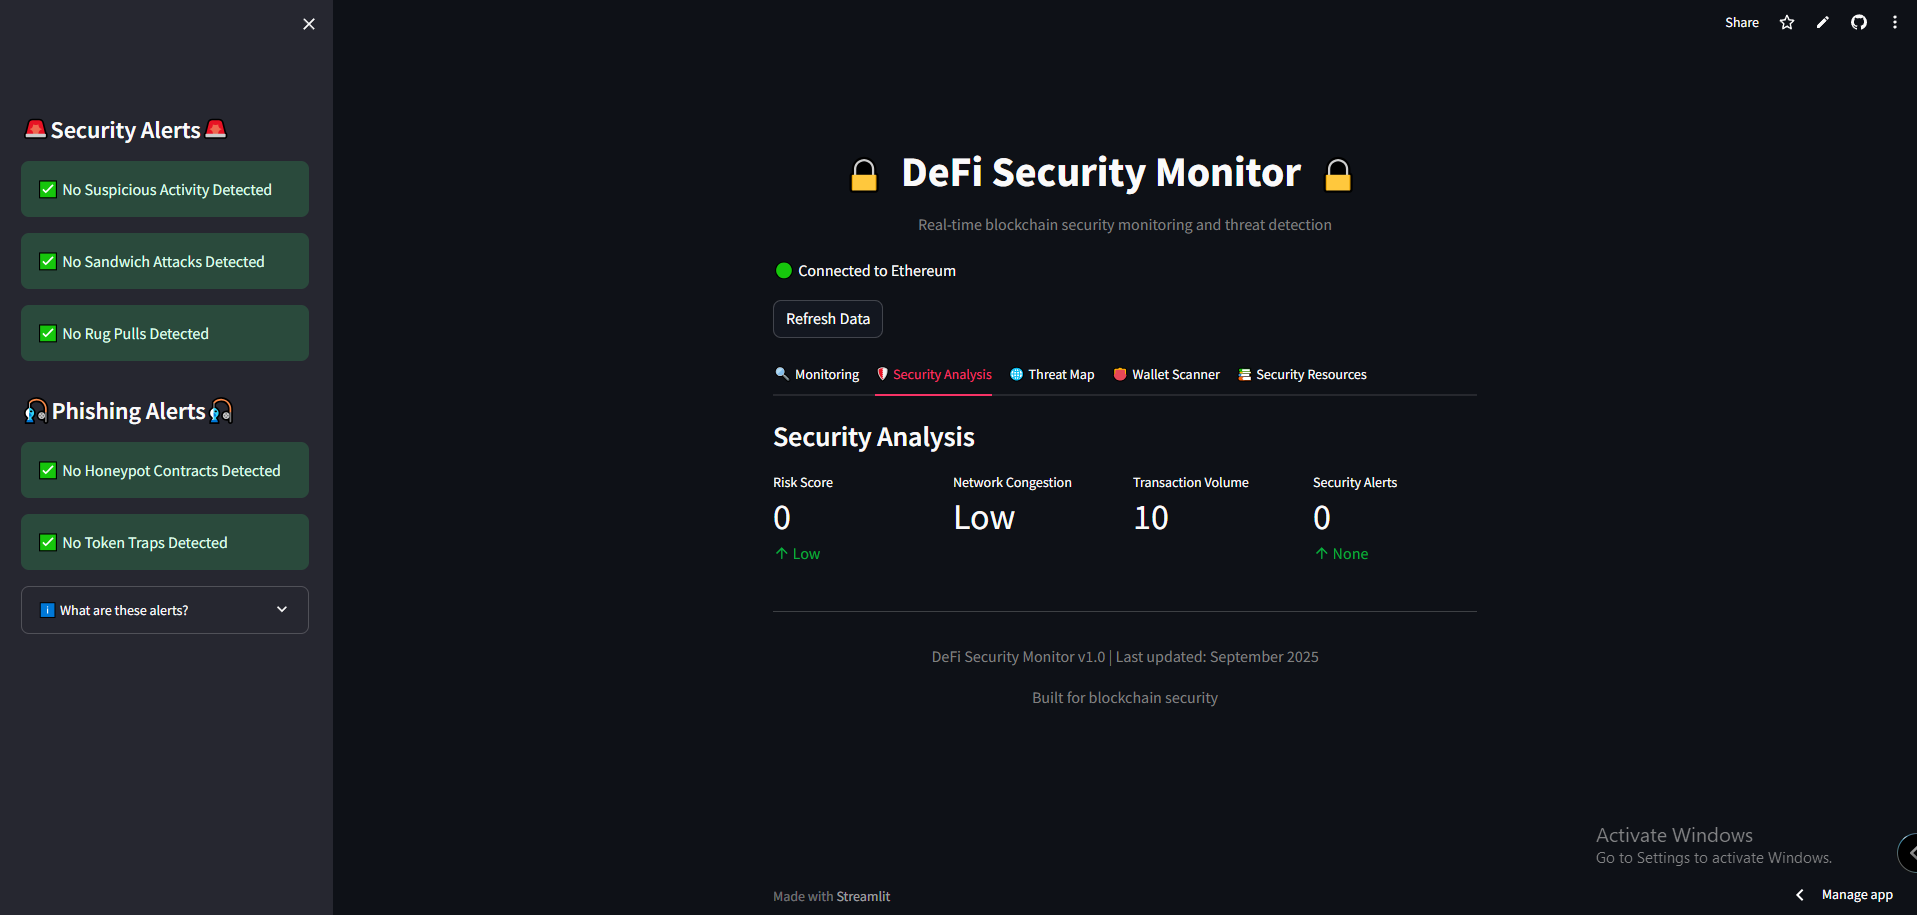 Share
🚨 Security Alerts 🚨
✅ No Suspicious Activity Detected
✅ No Sandwich Attacks Detected
✅ No Rug Pulls Detected
🎣 Phishing Alerts 🎣
✅ No Honeypot Contracts Detected
✅ No Token Traps Detected
ℹ️ What are these alerts?
🔒 DeFi Security Monitor 🔒
Real-time blockchain security monitoring and threat detection
🟢 Connected to Ethereum
Refresh Data
🔍 Monitoring 🛡️ Security Analysis 🌐 Threat Map 👛 Wallet Scanner 📚 Security Resources
Security Analysis
Risk Score Network Congestion Transaction Volume Security Alerts
0 Low 10 0
↑ Low ↑ None
DeFi Security Monitor v1.0 | Last updated: September 2025
Built for blockchain security
Activate Windows
Go to Settings to activate Windows.
Made with Streamlit
Manage app